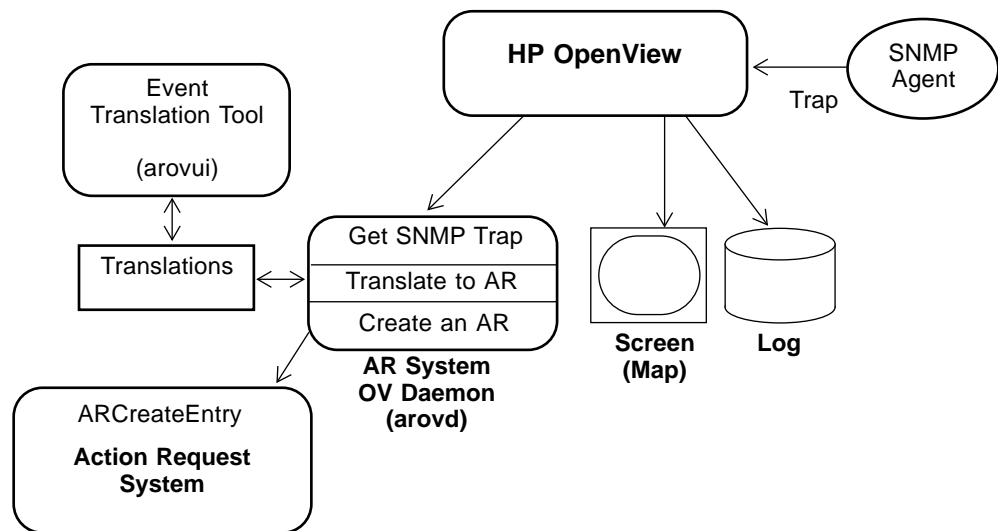 HP OpenView
SNMP
Agent
Trap
Event
Translation Tool
(arovui)
Translations
Get SNMP Trap
Translate to AR
Create an AR
AR System
OV Daemon
(arovd)
Screen
(Map)
Log
ARCreateEntry
Action Request
System